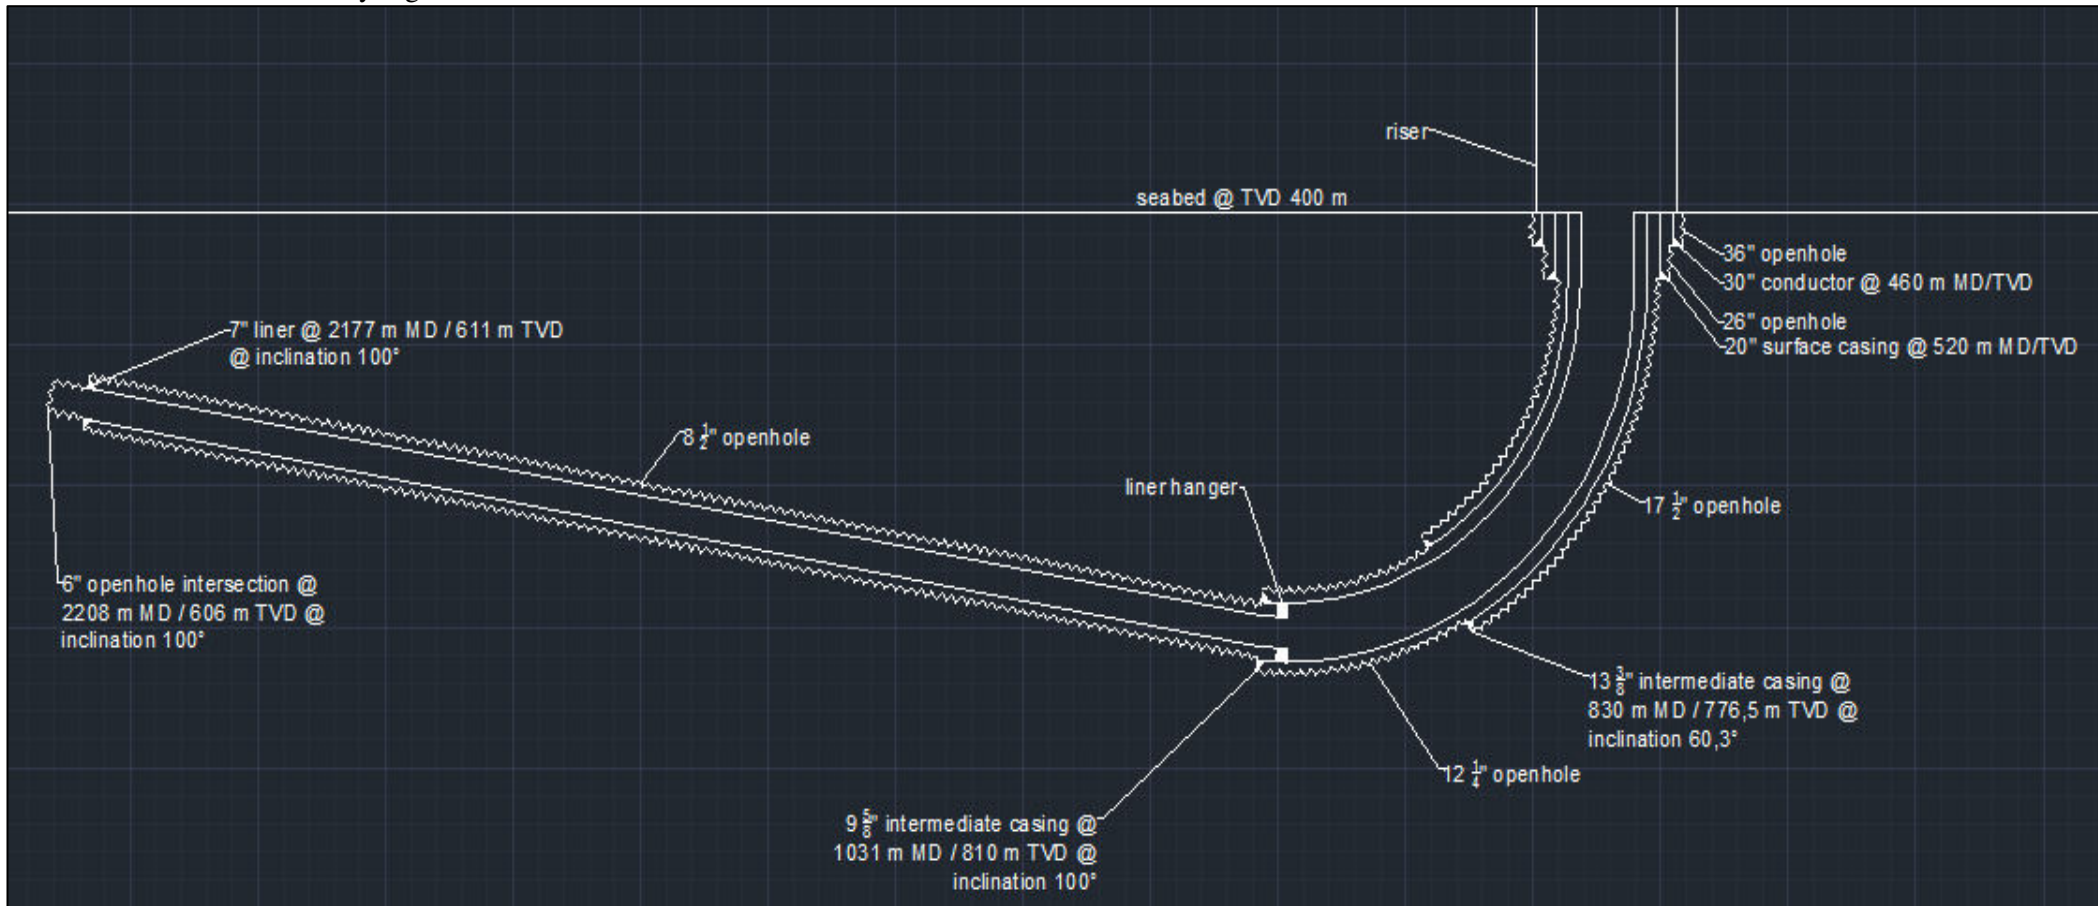 riser
seabed @ TVD 400 m
36" openhole
30" conductor @ 460 m MD/TVD
26" openhole
20" surface casing @ 520 m MD/TVD
7" liner @ 2177 m MD / 611 m TVD
@ inclination 100°
8 1/2" openhole
liner hanger
17 1/2" openhole
6" openhole intersection @
2208 m MD / 606 m TVD @
inclination 100°
13 3/8" intermediate casing @
830 m MD / 776,5 m TVD @
inclination 60,3°
12 1/4" openhole
9 5/8" intermediate casing @
1031 m MD / 810 m TVD @
inclination 100°